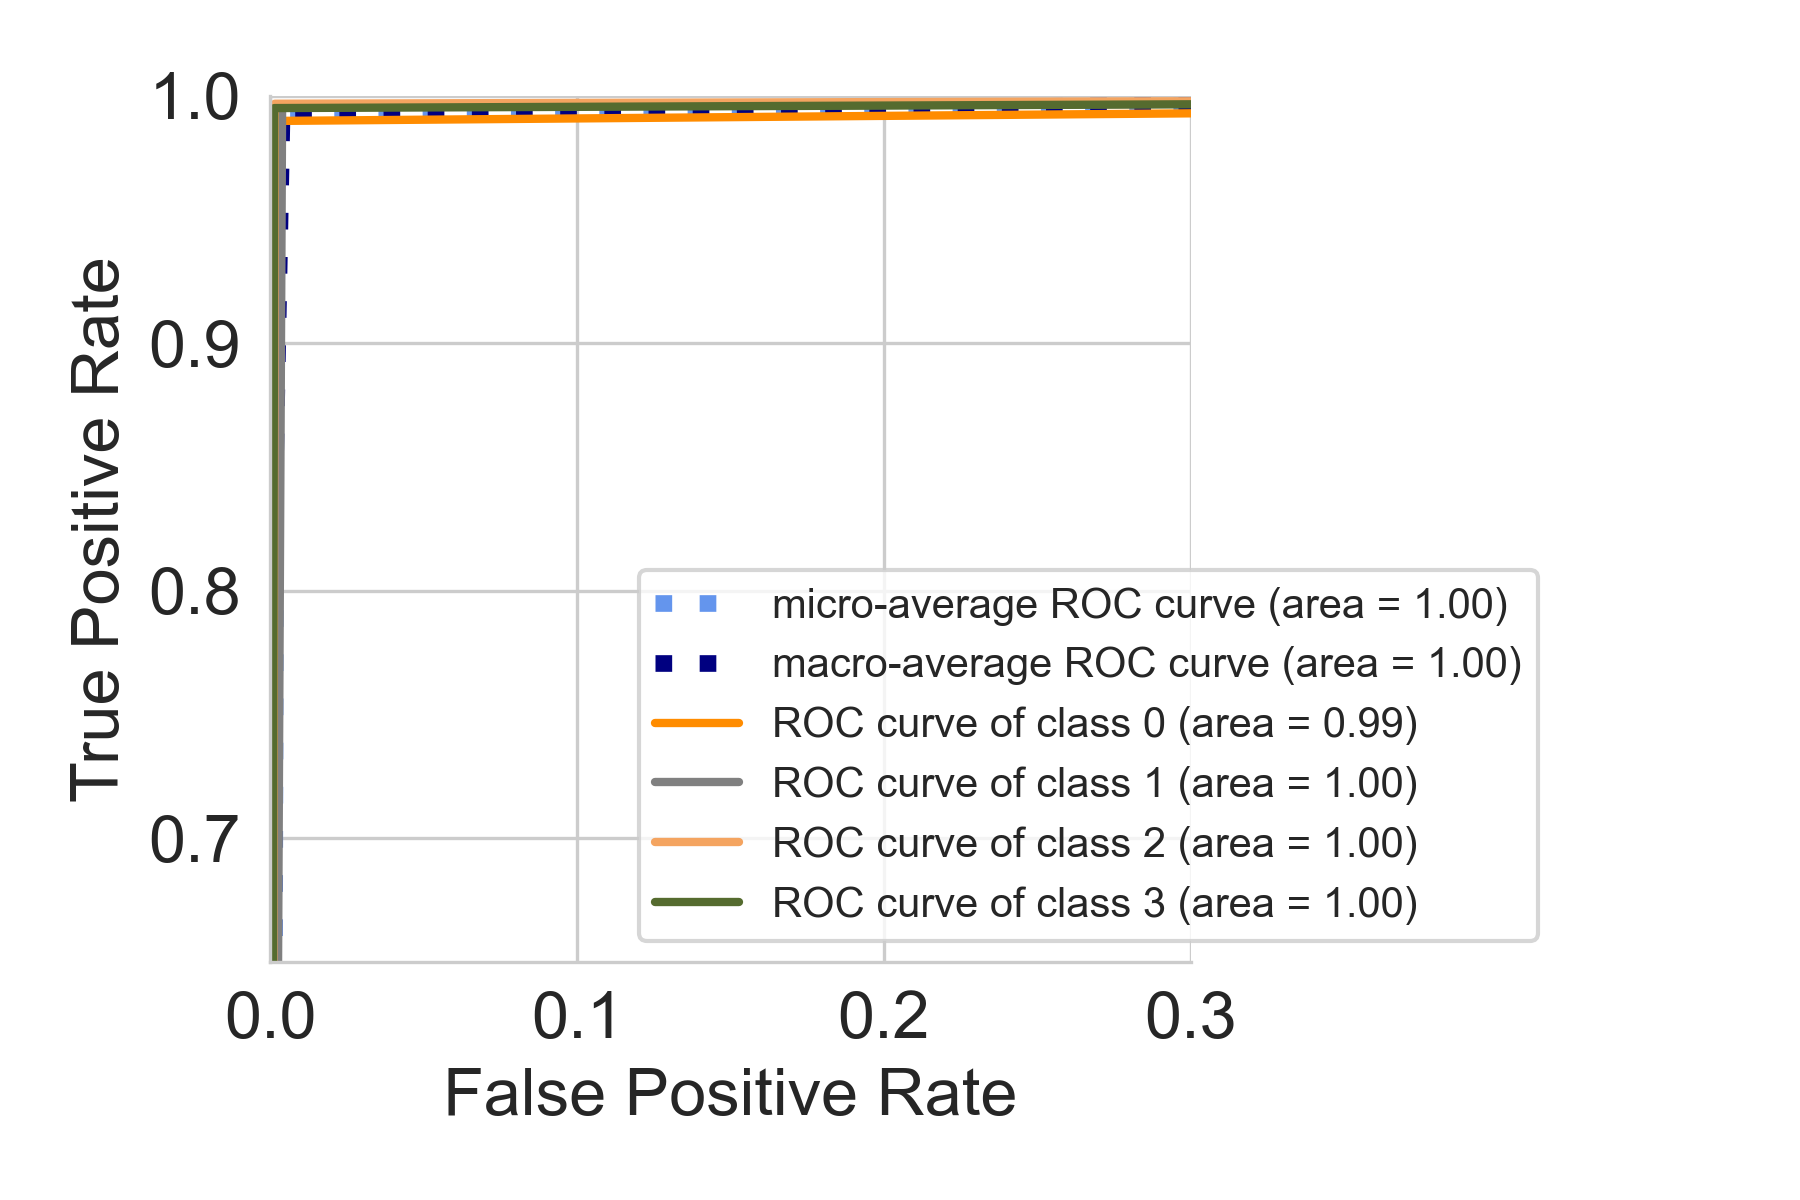 1.0
0.9
0.8
0.7
True Positive Rate
micro-average ROC curve (area = 1.00)
macro-average ROC curve (area = 1.00)
ROC curve of class 0 (area = 0.99)
ROC curve of class 1 (area = 1.00)
ROC curve of class 2 (area = 1.00)
ROC curve of class 3 (area = 1.00)
0.0 0.1 0.2 0.3
False Positive Rate